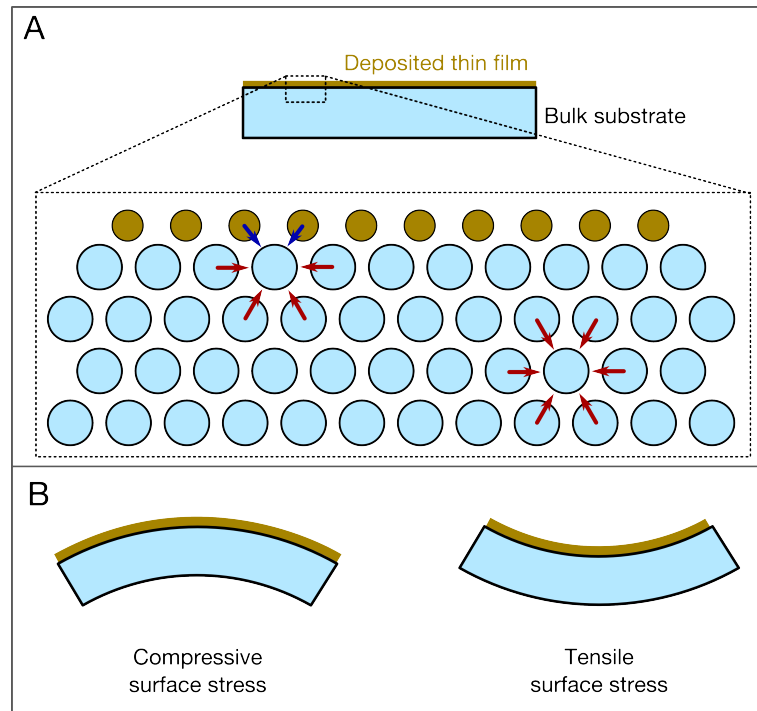 A
Deposited thin film
Bulk substrate
B
Compressive
surface stress
Tensile
surface stress